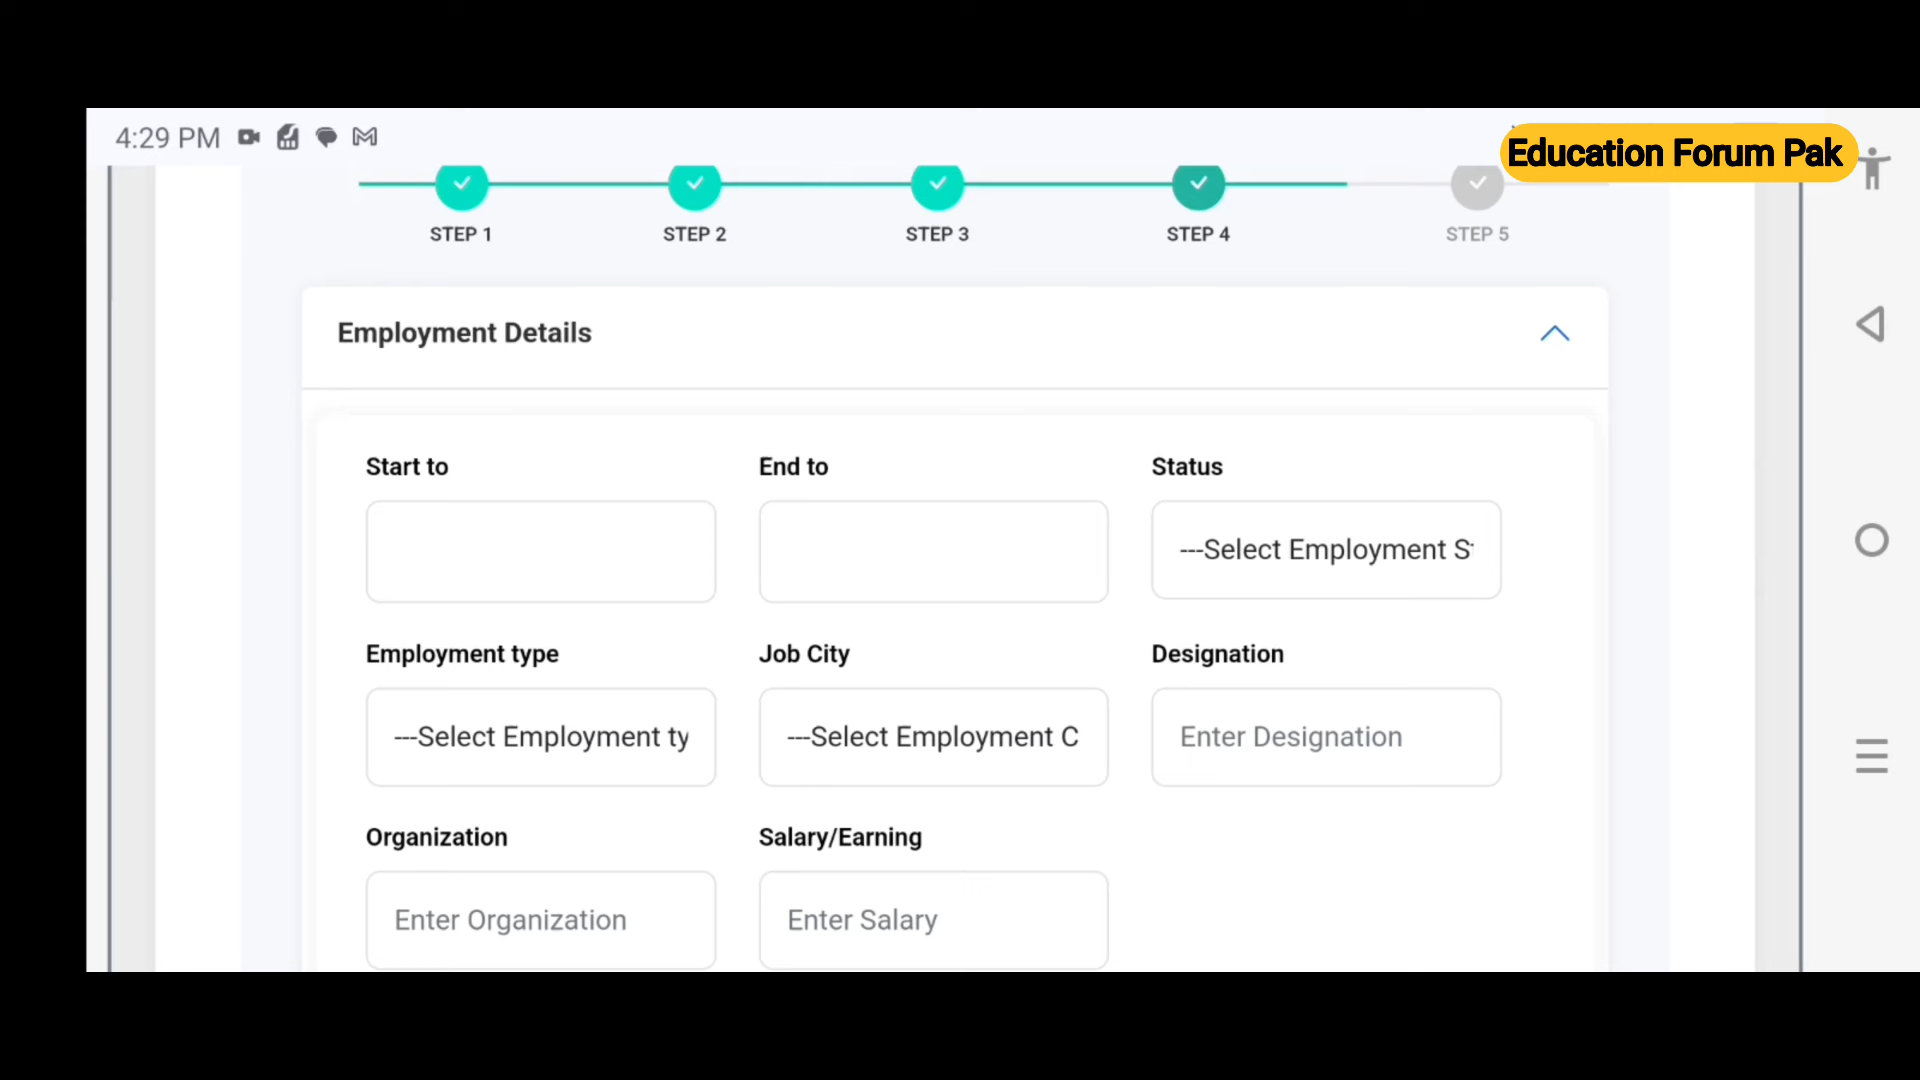 4:29 PM
Education Forum Pak
STEP 1
STEP 2
STEP 3
STEP 4
STEP 5
Employment Details
Start to
End to
Status
---Select Employment S
Employment type
Job City
Designation
---Select Employment ty
---Select Employment C
Enter Designation
Organization
Salary/Earning
Enter Organization
Enter Salary